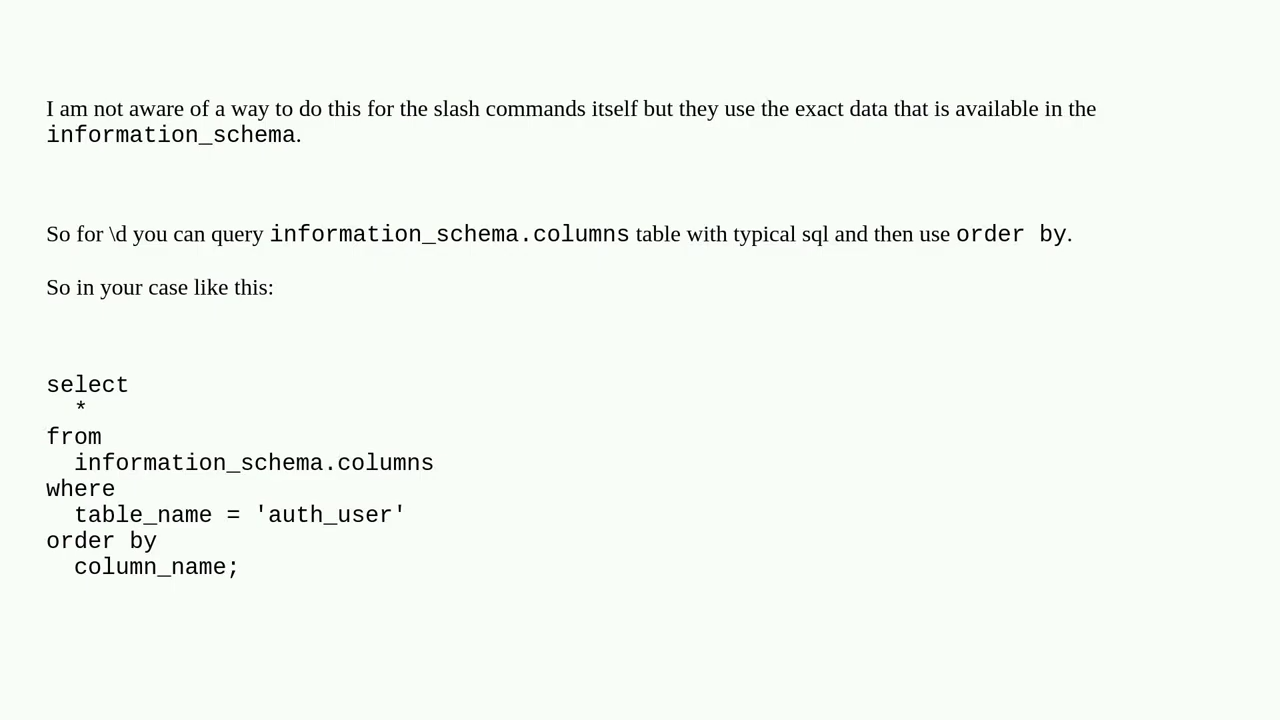 I am not aware of a way to do this for the slash commands itself but they use the exact data that is available in the
information_schema.
So for \d you can query information_schema.columns table with typical sql and then use order by.
So in your case like this:
select
  *
from
  information_schema.columns
where
  table_name = 'auth_user'
order by
  column_name;